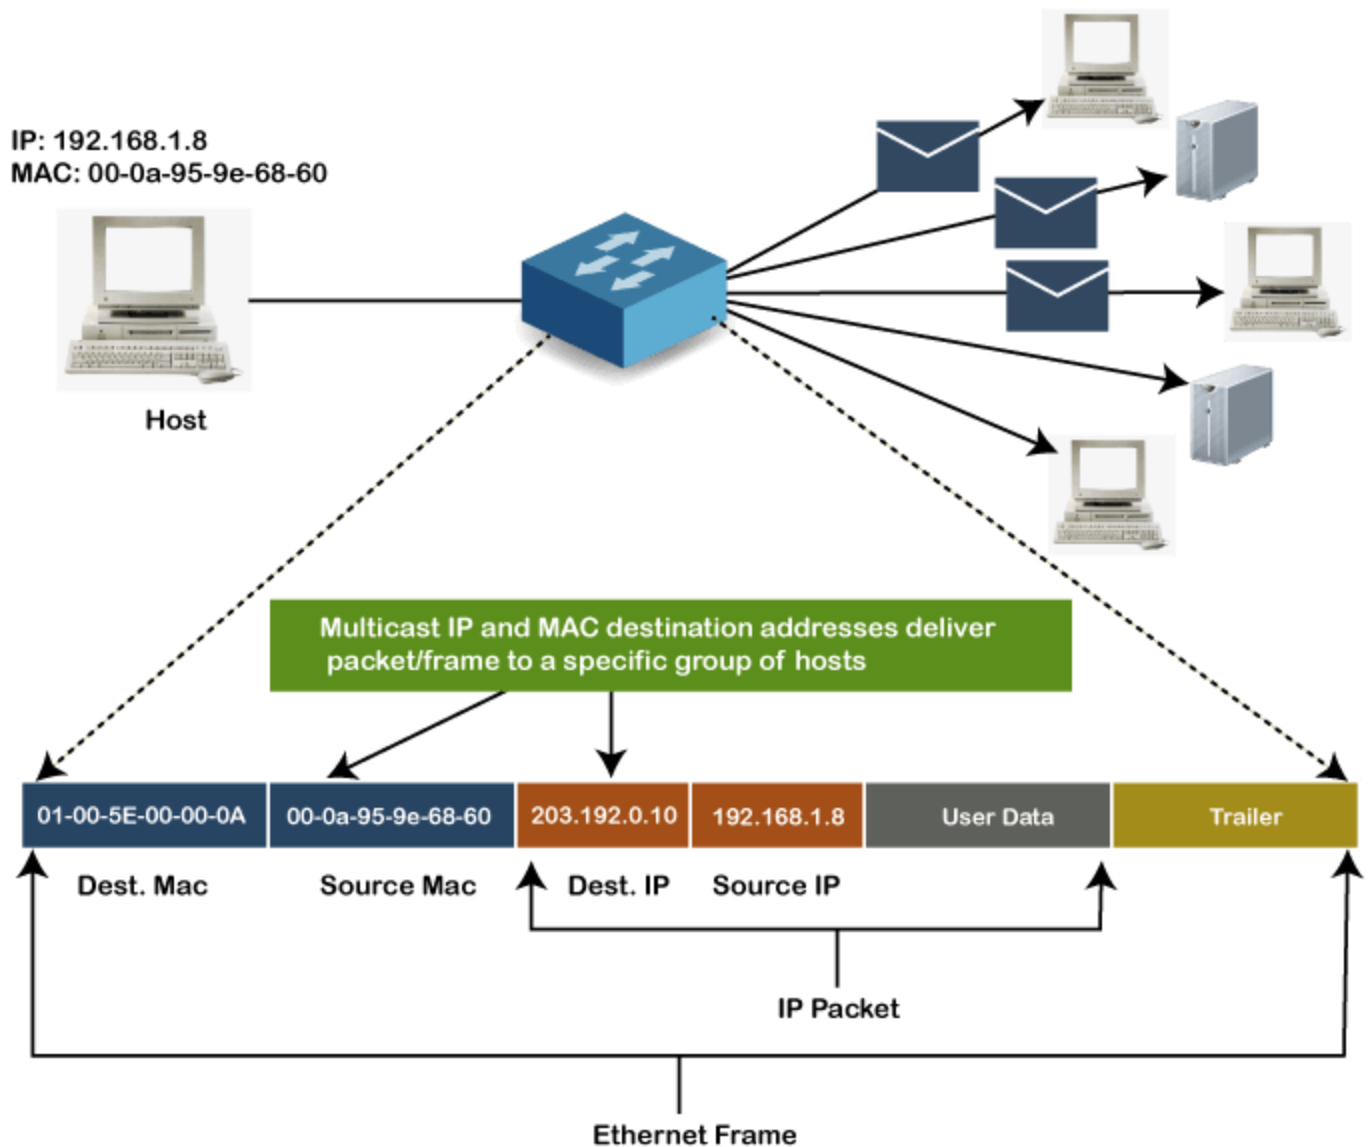 IP: 192.168.1.8
MAC: 00-0a-95-9e-68-60
Host
Multicast IP and MAC destination addresses deliver
packet/frame to a specific group of hosts
01-00-5E-00-00-0A 00-0a-95-9e-68-60 203.192.0.10 192.168.1.8 User Data Trailer
Dest. Mac Source Mac Dest. IP Source IP
IP Packet
Ethernet Frame